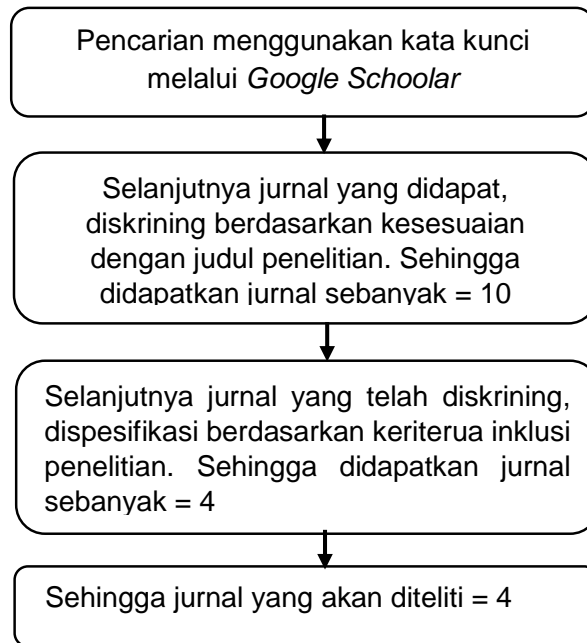 Pencarian menggunakan kata kunci
melalui Google Schoolar
Selanjutnya jurnal yang didapat,
diskrining berdasarkan kesesuaian
dengan judul penelitian. Sehingga
didapatkan jurnal sebanyak = 10
Selanjutnya jurnal yang telah diskrining,
dispesifikasi berdasarkan keriterua inklusi
penelitian. Sehingga didapatkan jurnal
sebanyak = 4
Sehingga jurnal yang akan diteliti = 4